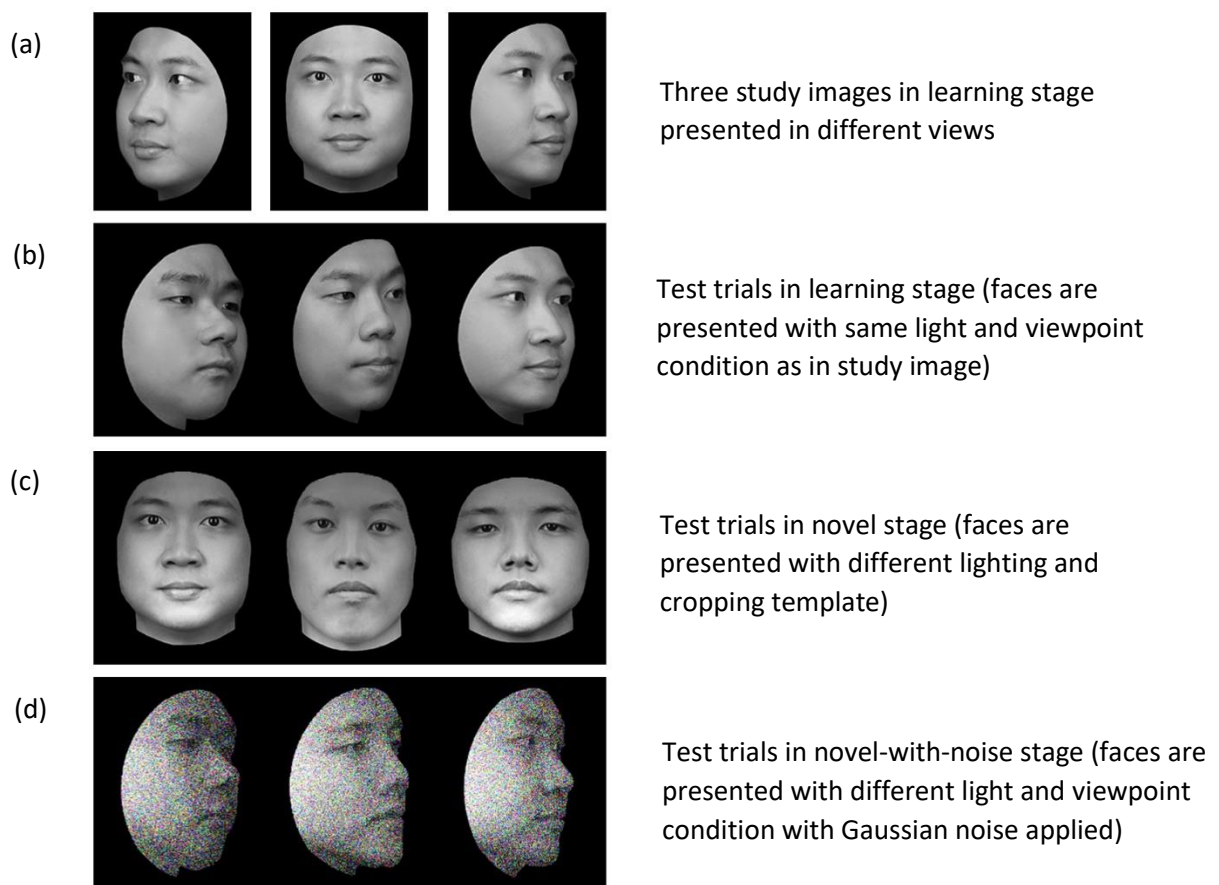 (a)
Three study images in learning stage
presented in different views
(b)
Test trials in learning stage (faces are
presented with same light and viewpoint
condition as in study image)
(c)
Test trials in novel stage (faces are
presented with different lighting and
cropping template)
(d)
Test trials in novel-with-noise stage (faces are
presented with different light and viewpoint
condition with Gaussian noise applied)